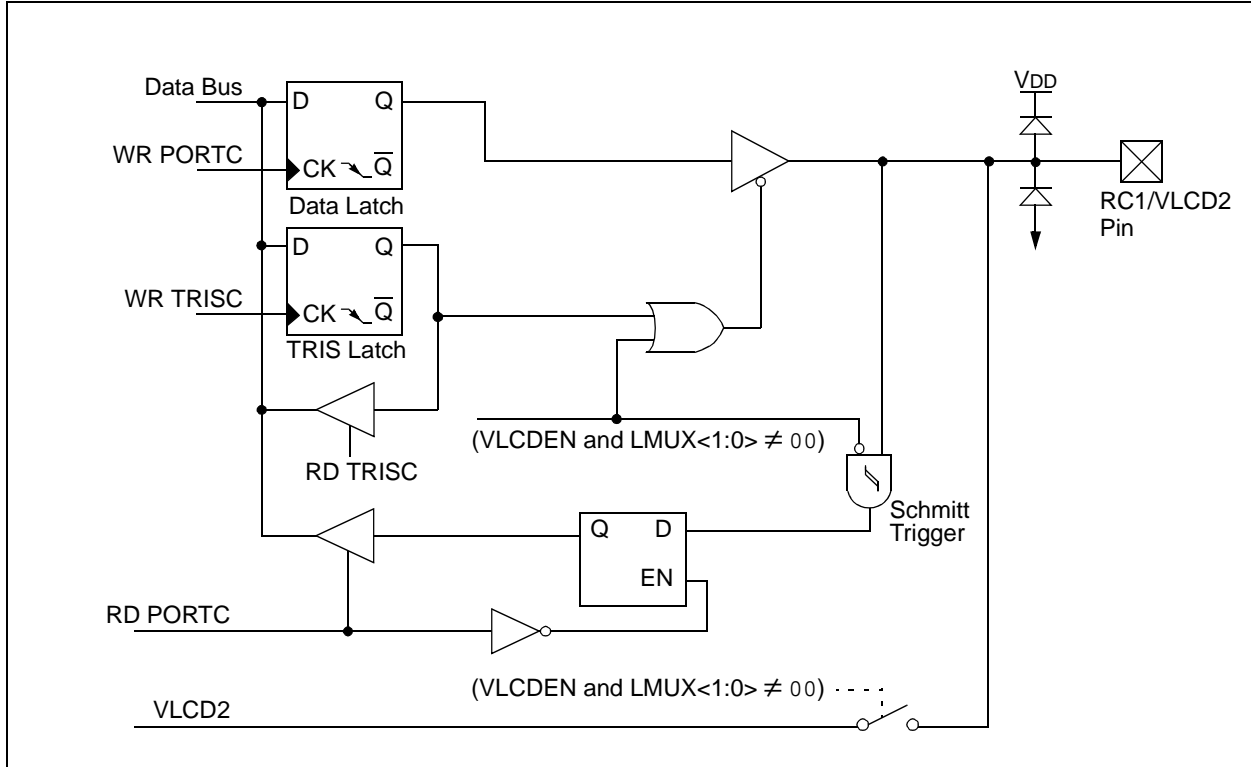 Data Bus
D Q
VDD
WR PORTC
CK Q̅
RC1/VLCD2
Pin
Data Latch
D Q
WR TRISC
CK Q̅
TRIS Latch
(VLCDEN and LMUX<1:0> ≠ 00)
RD TRISC
Schmitt
Trigger
Q D
EN
RD PORTC
(VLCDEN and LMUX<1:0> ≠ 00)
VLCD2